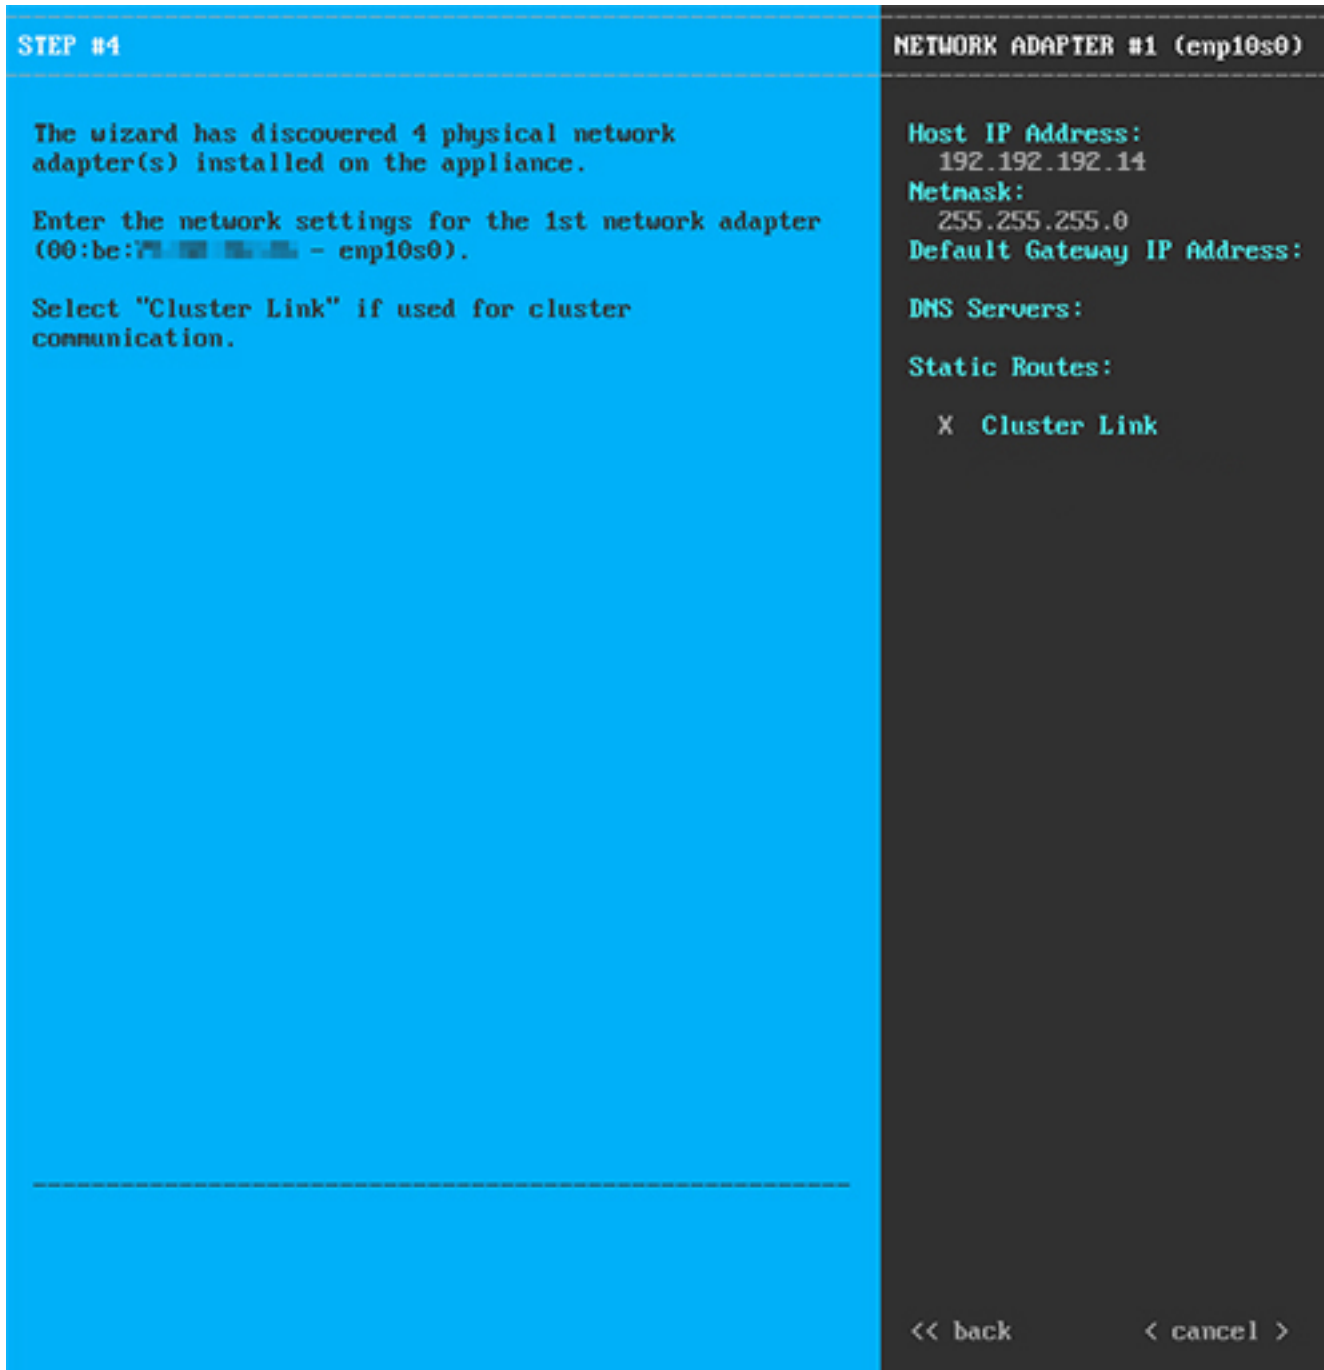 STEP #4
The wizard has discovered 4 physical network
adapter(s) installed on the appliance.
Enter the network settings for the 1st network adapter
(00:be: - enp10s0).
Select "Cluster Link" if used for cluster
communication.
NETWORK ADAPTER #1 (enp10s0)
Host IP Address:
192.192.192.14
Netmask:
255.255.255.0
Default Gateway IP Address:
DNS Servers:
Static Routes:
X Cluster Link
<< back < cancel >